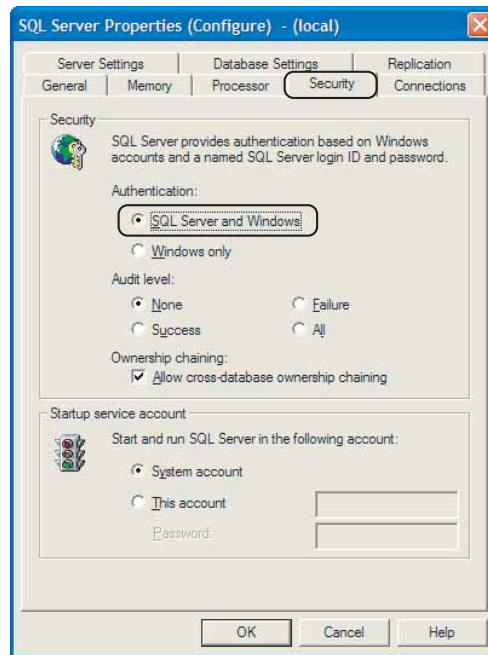 SQL Server Properties (Configure) - (local)
Server Settings Database Settings Replication
General Memory Processor Security Connections
Security
SQL Server provides authentication based on Windows
accounts and a named SQL Server login ID and password.
Authentication:
SQL Server and Windows
Windows only
Audit level:
None Failure
Success All
Ownership chaining:
Allow cross-database ownership chaining
Startup service account
Start and run SQL Server in the following account:
System account
This account
Password:
OK Cancel Help